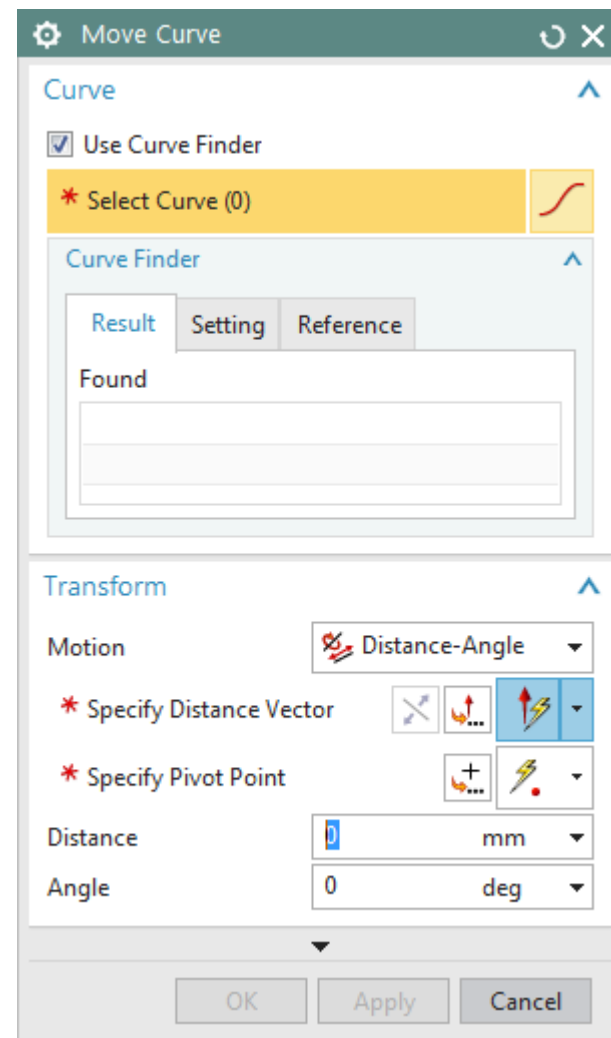 Move Curve
Curve
Use Curve Finder
* Select Curve (0)
Curve Finder
Result Setting Reference
Found
Transform
Motion Distance-Angle
* Specify Distance Vector
* Specify Pivot Point
Distance 0 mm
Angle 0 deg
OK Apply Cancel